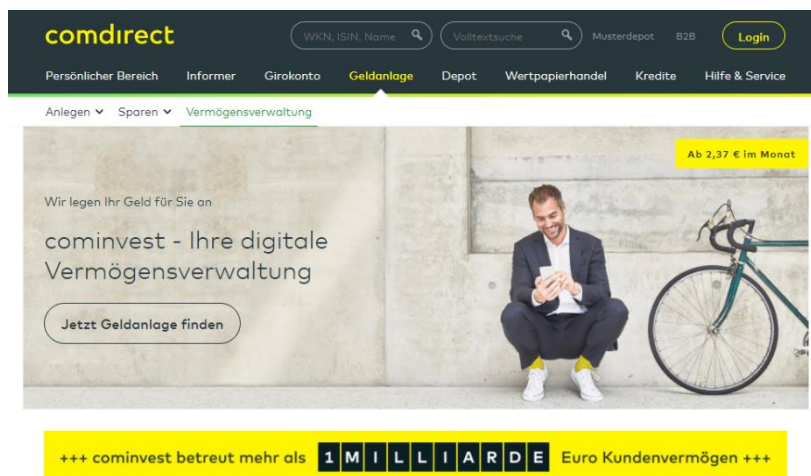 comdirect
WKN, ISIN, Name
Volltextsuche
Musterdepot
B2B
Login
Persönlicher Bereich
Informer
Girokonto
Geldanlage
Depot
Wertpapierhandel
Kredite
Hilfe & Service
Anlegen
Sparen
Vermögensverwaltung
Ab 2,37 € im Monat
Wir legen Ihr Geld für Sie an
cominvest - Ihre digitale
Vermögensverwaltung
Jetzt Geldanlage finden
+++ cominvest betreut mehr als 1 MILLIARDE Euro Kundenvermögen +++